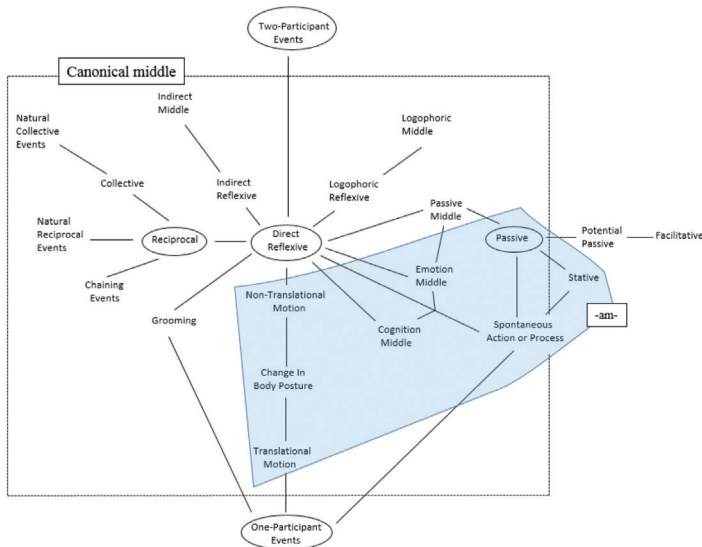 Two-Participant
Events
Canonical middle
Indirect
Middle
Natural
Collective
Events
Logophoric
Middle
Collective
Indirect
Reflexive
Logophoric
Reflexive
Passive
Middle
Natural
Reciprocal
Events
Reciprocal
Direct
Reflexive
Passive
Potential
Passive
Facilitative
Chaining
Events
Non-Translational
Motion
Emotion
Middle
Stative
Grooming
Cognition
Middle
Spontaneous
Action or Process
-am-
Change In
Body Posture
Translational
Motion
One-Participant
Events